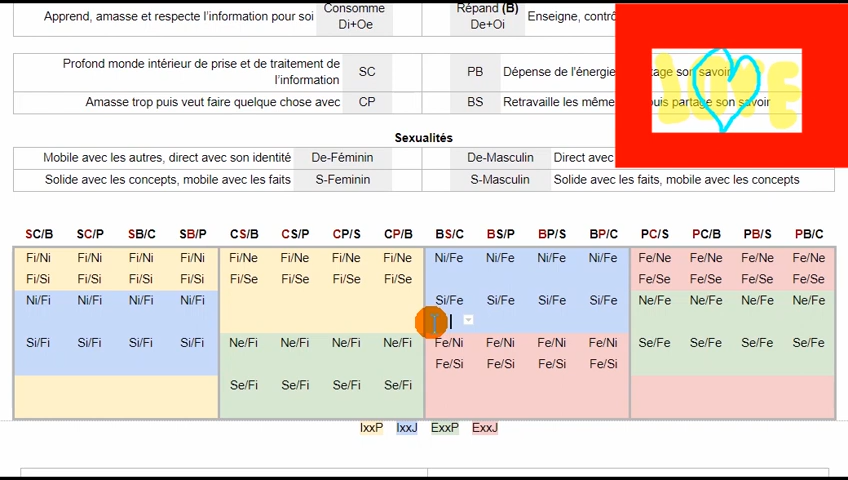 Apprend, amasse et respecte l'information pour soi
Consomme
Di+Oe
Répand (B)
De+Oi
Enseigne, contrô
Profond monde intérieur de prise et de traitement de
l'information
SC
PB
Dépense de l'énergie
tage son savoir
Amasse trop puis veut faire quelque chose avec
CP
BS
Retravaille les même
uis partage son savoir
LOVE
Sexualités
Mobile avec les autres, direct avec son identité
De-Féminin
De-Masculin
Direct avec
Solide avec les concepts, mobile avec les faits
S-Feminin
S-Masculin
Solide avec les faits, mobile avec les concepts
SC/B SC/P SB/C SB/P CS/B CS/P CP/S CP/B BS/C BS/P BP/S BP/C PC/S PC/B PB/S PB/C
Fi/Ni Fi/Ni Fi/Ni Fi/Ni Fi/Ne Fi/Ne Fi/Ne Fi/Ne Ni/Fe Ni/Fe Ni/Fe Ni/Fe Fe/Ne Fe/Ne Fe/Ne Fe/Ne
Fi/Si Fi/Si Fi/Si Fi/Si Fi/Se Fi/Se Fi/Se Fi/Se Fe/Se Fe/Se Fe/Se Fe/Se
Ni/Fi Ni/Fi Ni/Fi Ni/Fi Si/Fe Si/Fe Si/Fe Si/Fe Ne/Fe Ne/Fe Ne/Fe Ne/Fe
Si/Fi Si/Fi Si/Fi Si/Fi Ne/Fi Ne/Fi Ne/Fi Ne/Fi Fe/Ni Fe/Ni Fe/Ni Fe/Ni Se/Fe Se/Fe Se/Fe Se/Fe
Fe/Si Fe/Si Fe/Si Fe/Si
Se/Fi Se/Fi Se/Fi Se/Fi
IxxP IxxJ ExxP ExxJ